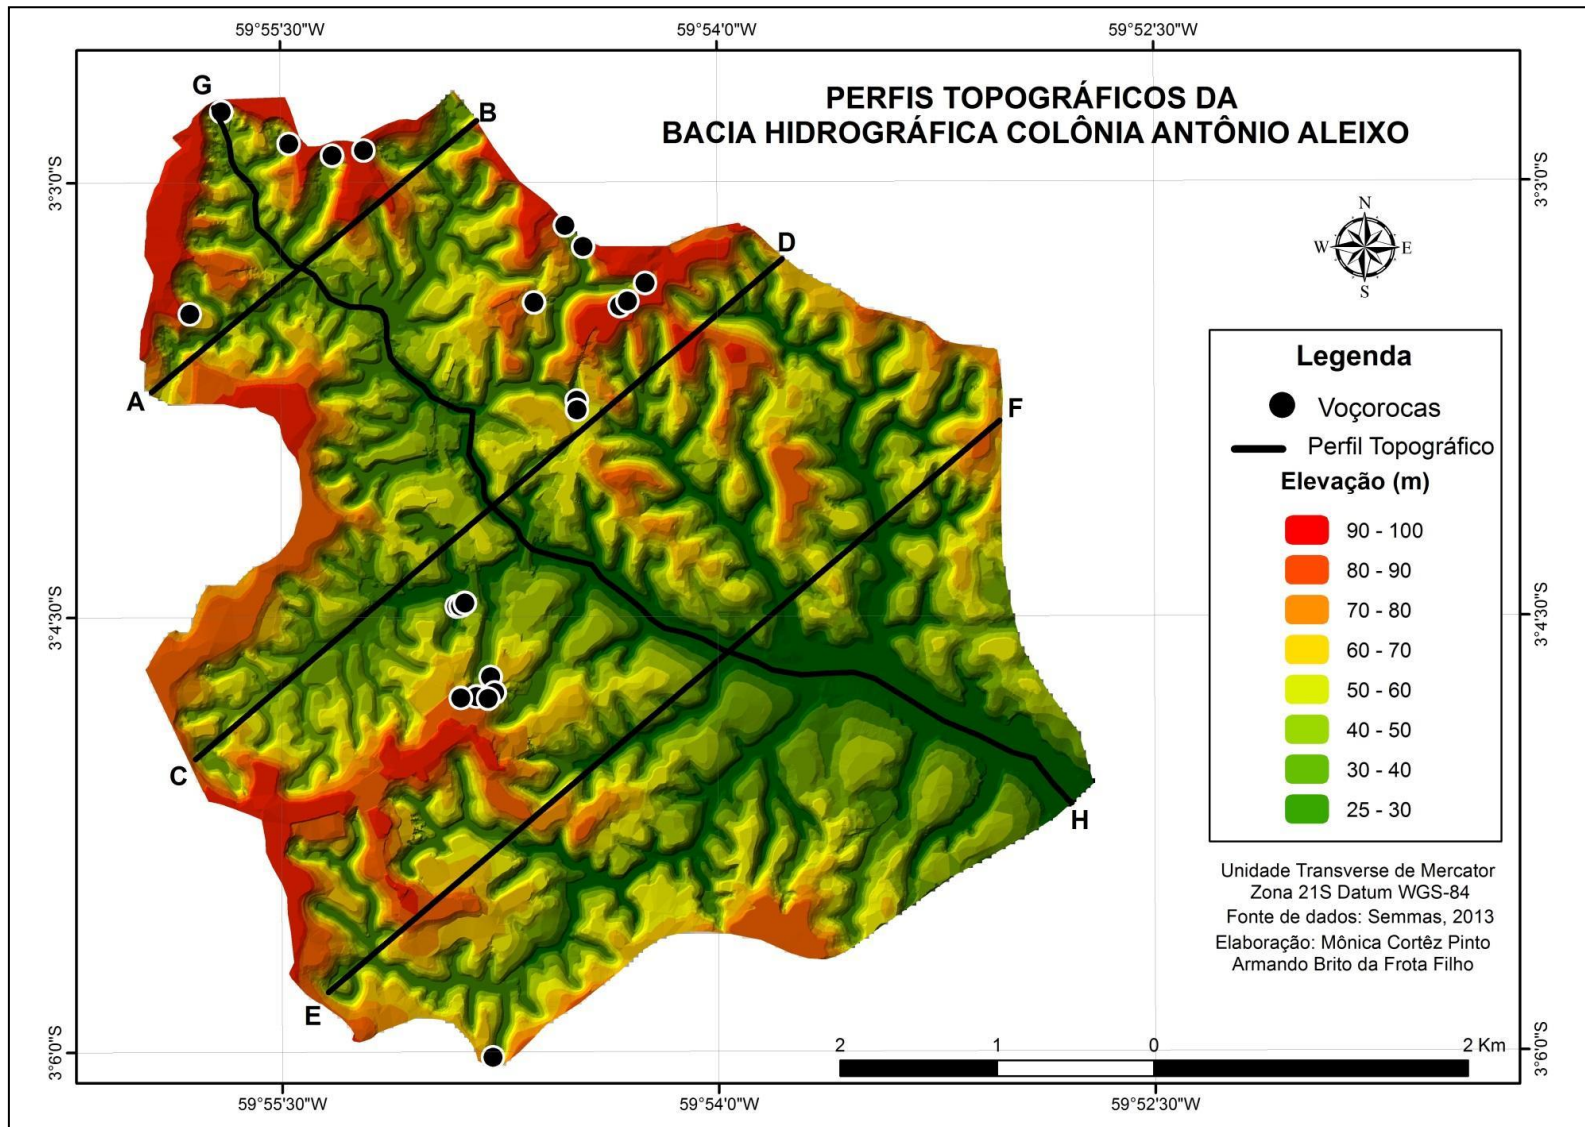 59°55'30"W
59°54'0"W
59°52'30"W
PERFIS TOPOGRÁFICOS DA
BACIA HIDROGRÁFICA COLÔNIA ANTÔNIO ALEIXO
G
B
3°3'0"S
3°3'0"S
N
W
E
S
D
A
F
Legenda
Voçorocas
Perfil Topográfico
Elevação (m)
90 - 100
80 - 90
70 - 80
60 - 70
50 - 60
40 - 50
30 - 40
25 - 30
3°4'30"S
3°4'30"S
C
H
E
Unidade Transverse de Mercator
Zona 21S Datum WGS-84
Fonte de dados: Semmas, 2013
Elaboração: Mônica Cortêz Pinto
Armando Brito da Frota Filho
2 1 0 2 Km
3°6'0"S
3°6'0"S
59°55'30"W
59°54'0"W
59°52'30"W